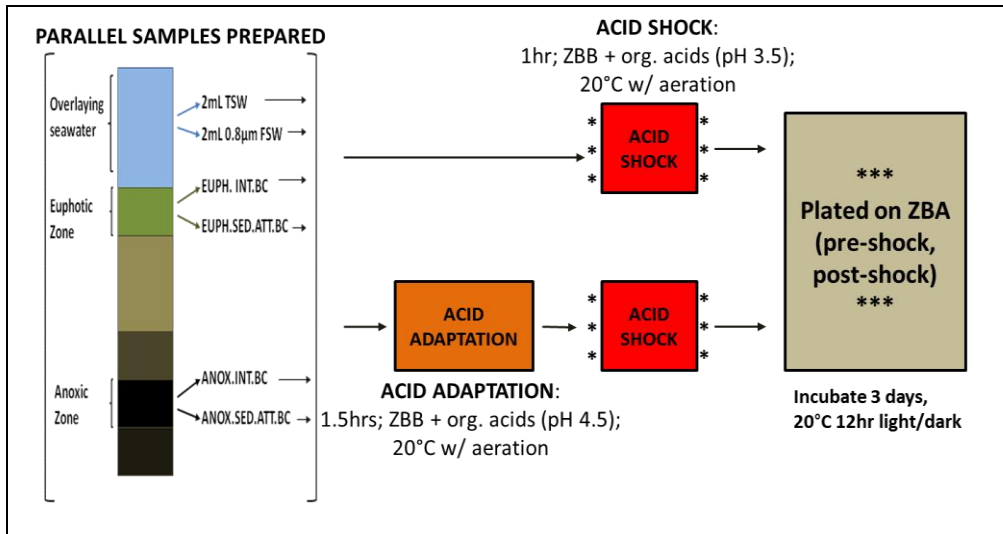 PARALLEL SAMPLES PREPARED
Overlaying
seawater
2mL TSW
2mL 0.8µm FSW
Euphotic
Zone
EUPH. INT.BC
EUPH.SED.ATT.BC
Anoxic
Zone
ANOX.INT.BC
ANOX.SED.ATT.BC
ACID SHOCK:
1hr; ZBB + org. acids (pH 3.5);
20°C w/ aeration
* *
* *
* *
ACID
SHOCK
ACID
ADAPTATION
ACID ADAPTATION:
1.5hrs; ZBB + org. acids (pH 4.5);
20°C w/ aeration
* *
* *
* *
ACID
SHOCK
***
Plated on ZBA
(pre-shock,
post-shock)
***
Incubate 3 days,
20°C 12hr light/dark